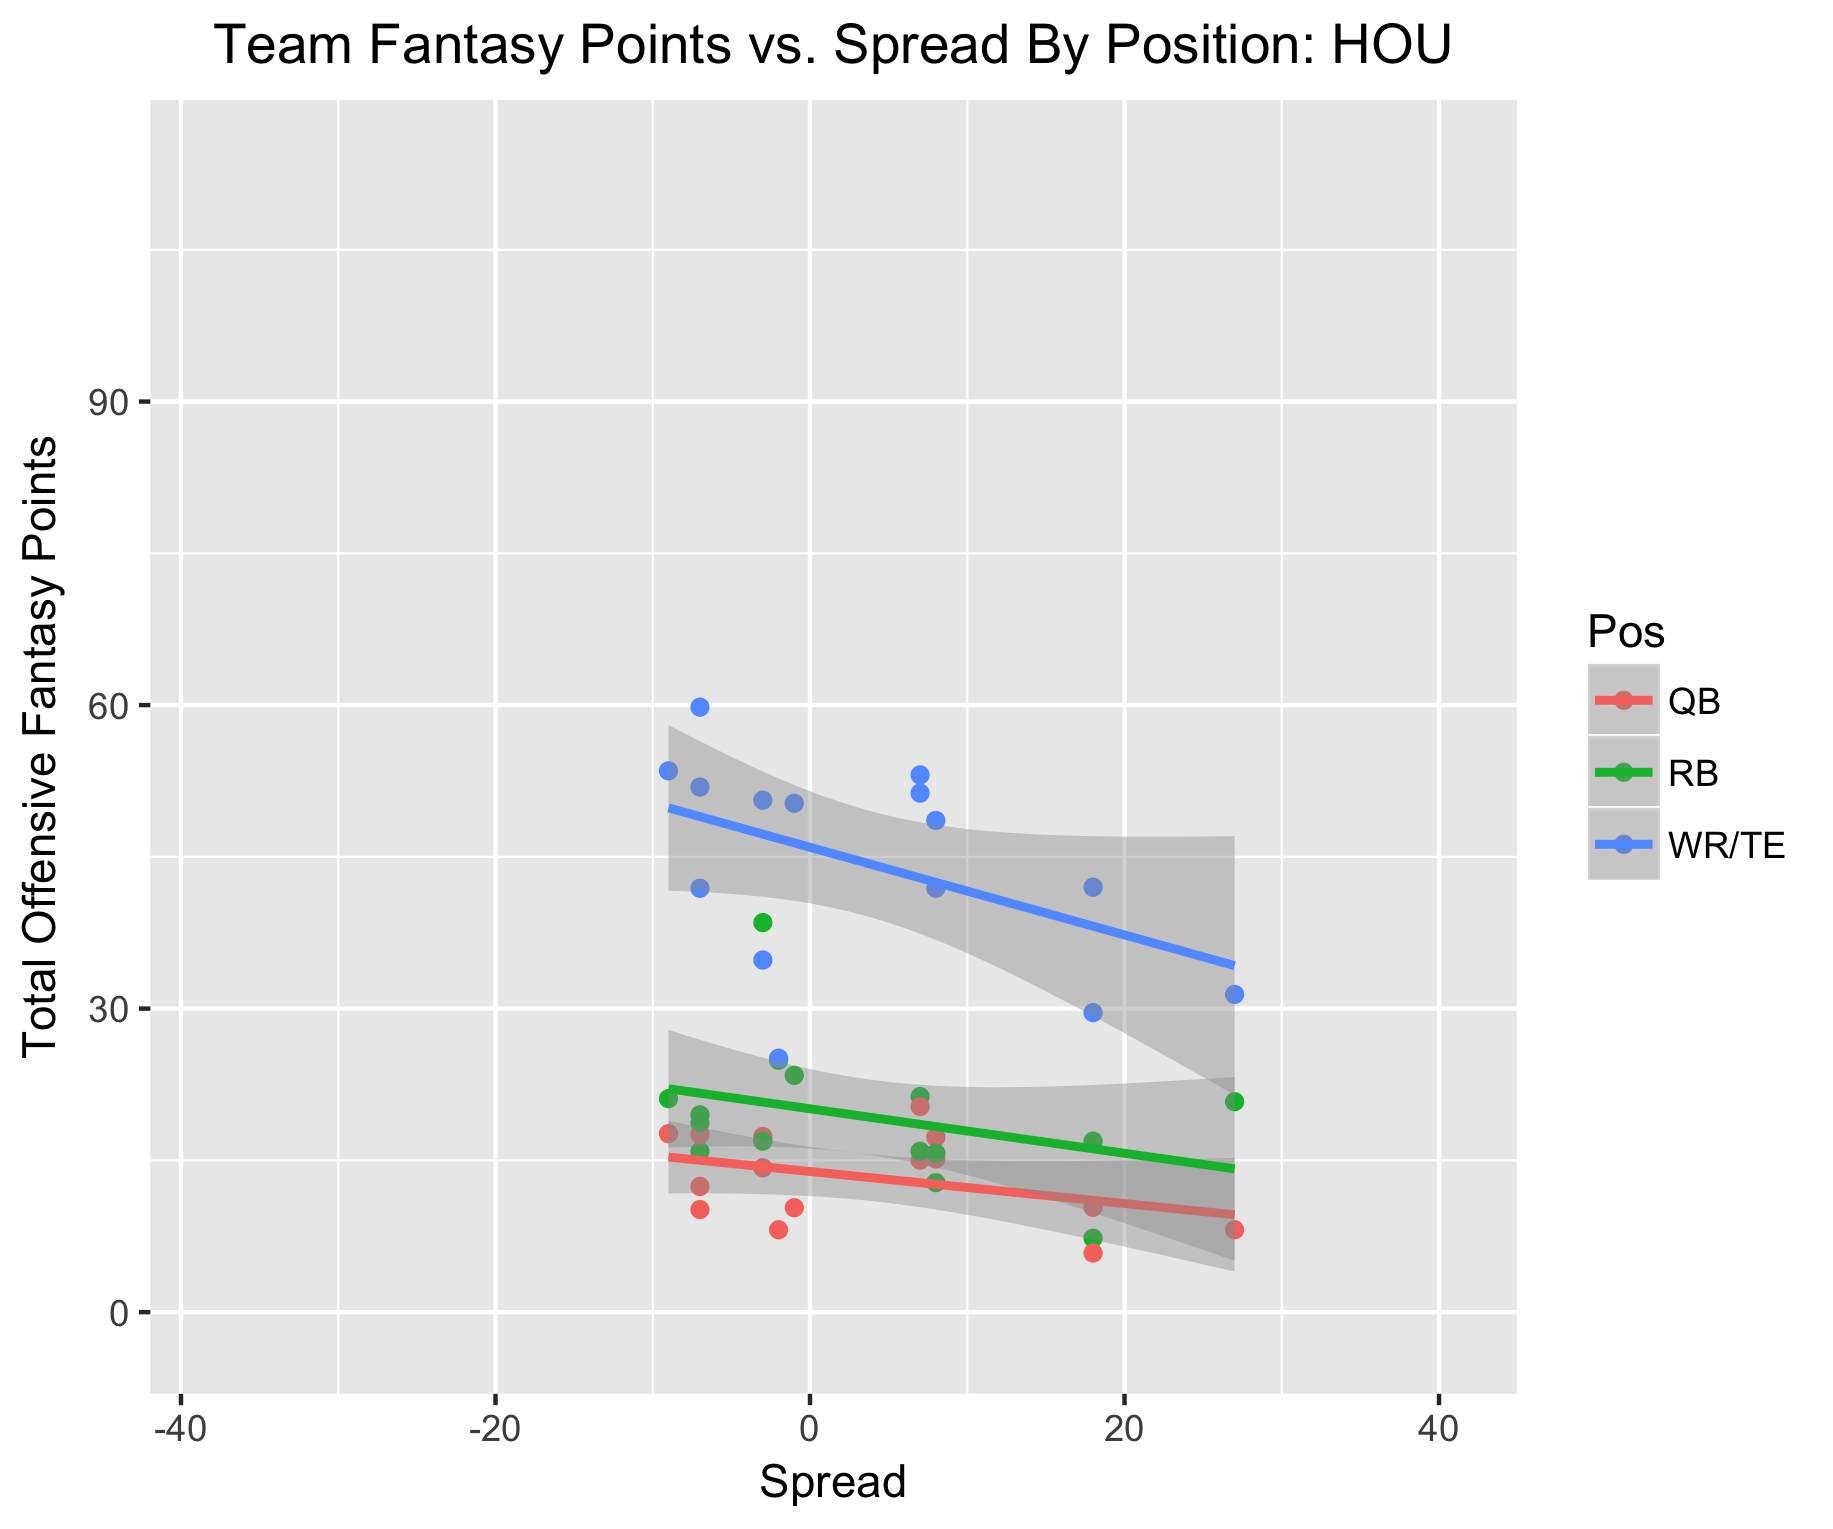 Team Fantasy Points vs. Spread By Position: HOU
Total Offensive Fantasy Points
90
60
30
0
-40
-20
0
20
40
Spread
Pos
QB
RB
WR/TE